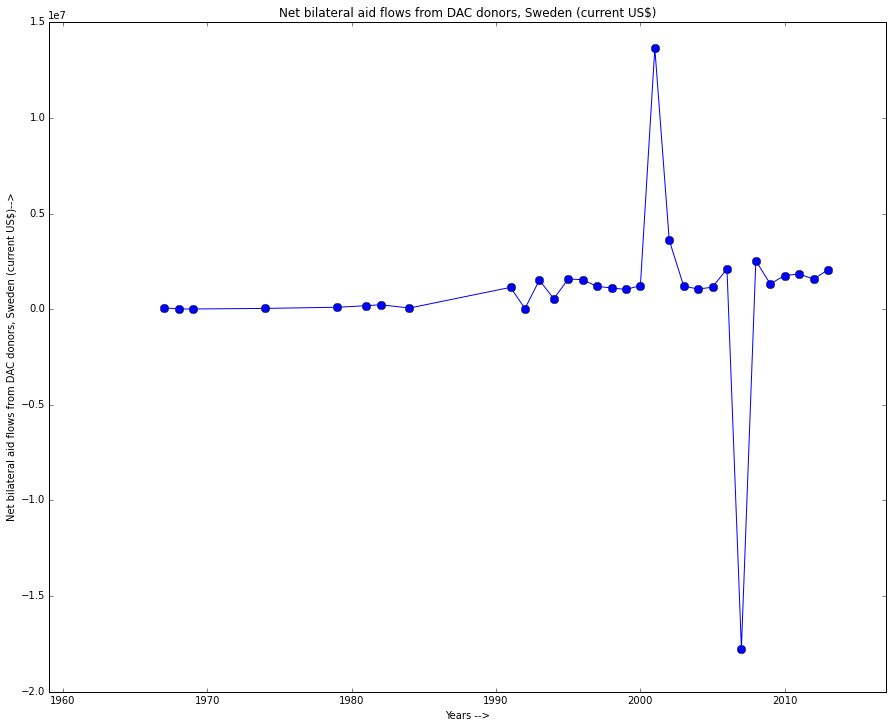 Net bilateral aid flows from DAC donors, Sweden (current US$)
1e7
1.5
1.0
0.5
0.0
−0.5
−1.0
−1.5
−2.0
Net bilateral aid flows from DAC donors, Sweden (current US$)-->
1960 1970 1980 1990 2000 2010
Years -->